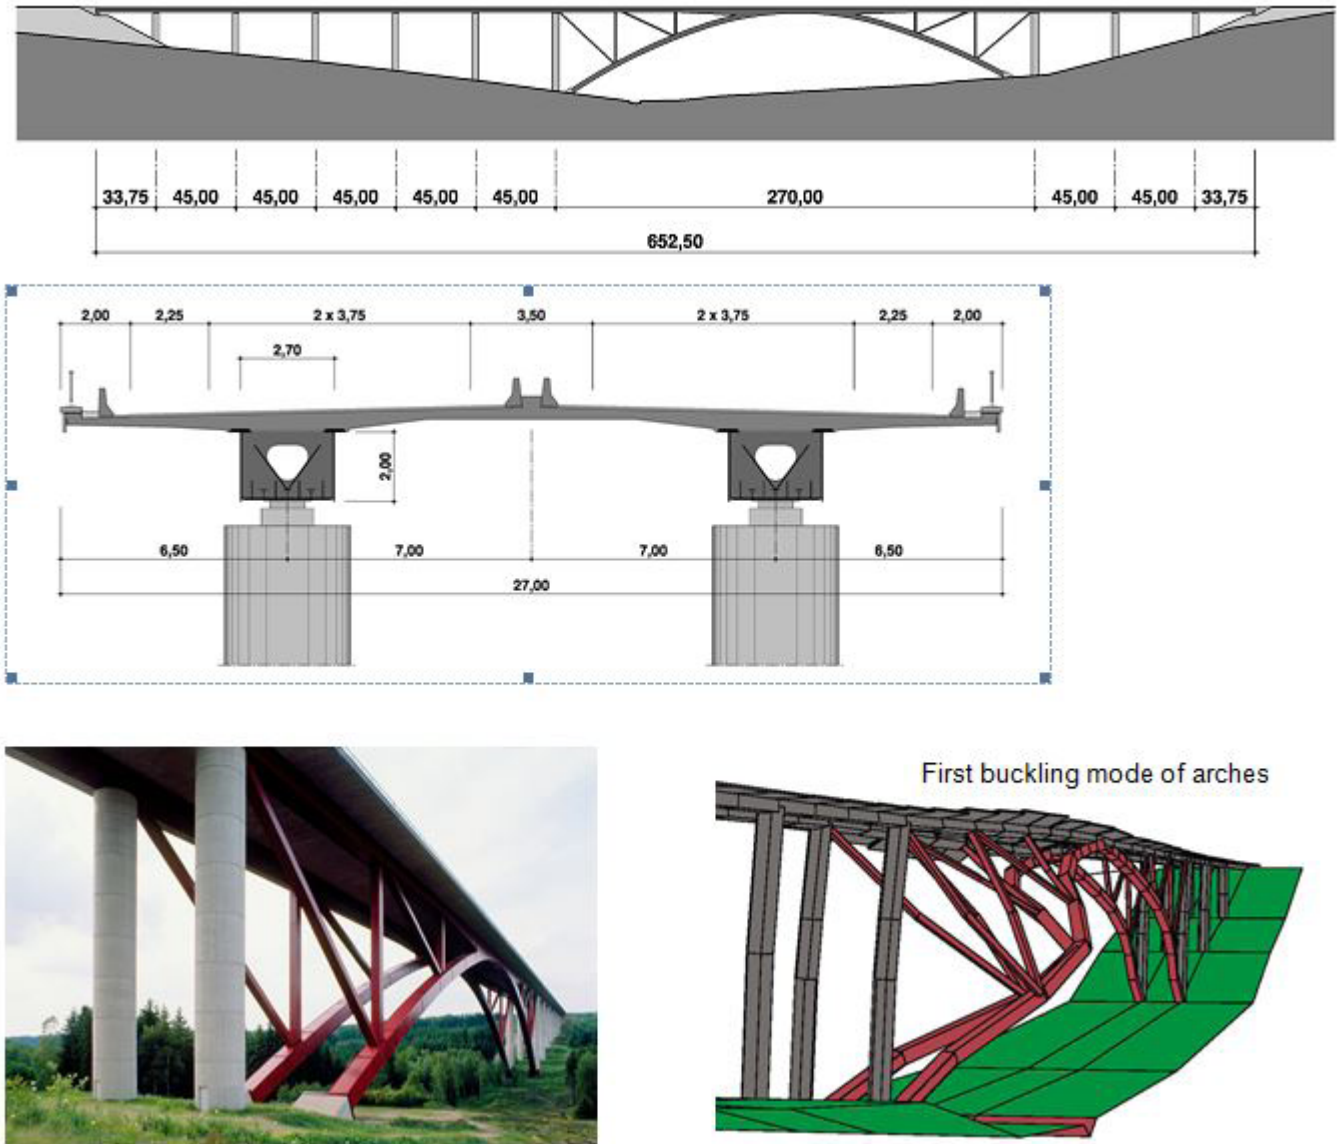 33,75 45,00 45,00 45,00 45,00 45,00 270,00 45,00 45,00 33,75
652,50
2,00 2,25 2 x 3,75 3,50 2 x 3,75 2,25 2,00
2,70
2,00
6,50 7,00 7,00 6,50
27,00
First buckling mode of arches